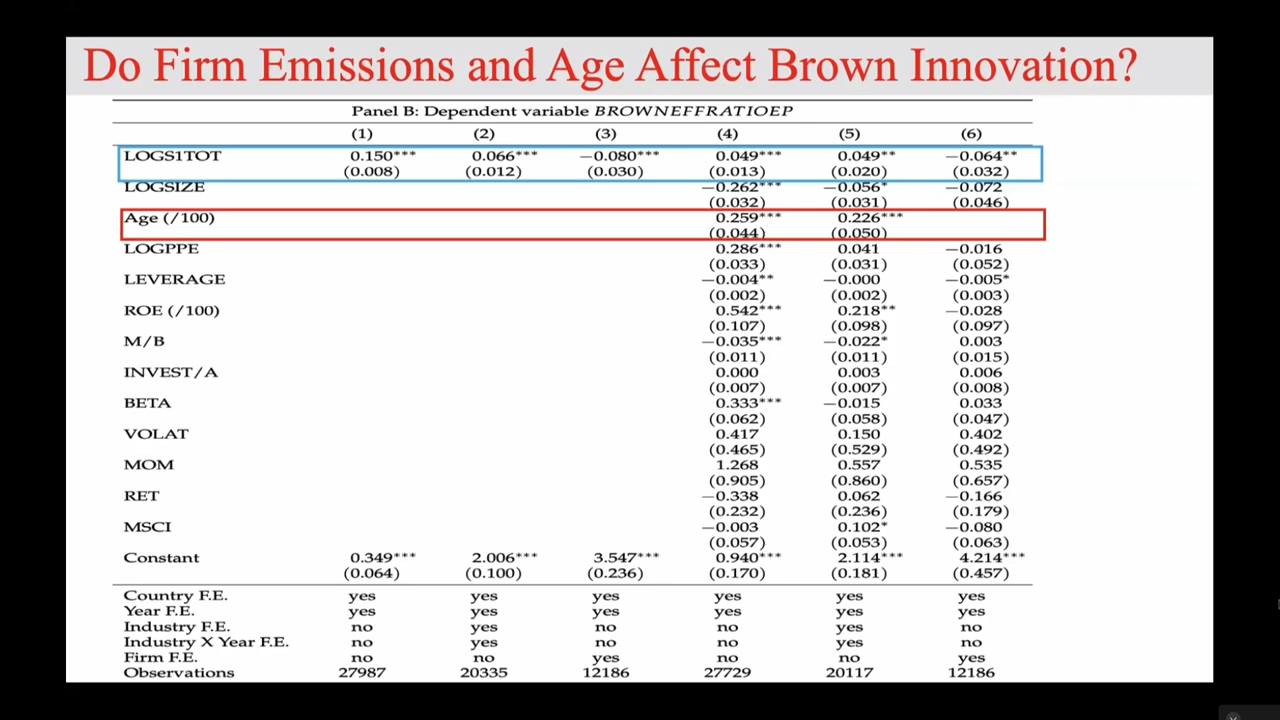 Do Firm Emissions and Age Affect Brown Innovation?
Panel B: Dependent variable BROWNEFFRATIOEP
(1) (2) (3) (4) (5) (6)
LOGS1TOT 0.150*** 0.066*** −0.080*** 0.049*** 0.049** −0.064**
(0.008) (0.012) (0.030) (0.013) (0.020) (0.032)
LOGSIZE −0.262*** −0.056* −0.072
(0.032) (0.031) (0.046)
Age (/100) 0.259*** 0.226***
(0.044) (0.050)
LOGPPE 0.286*** 0.041 −0.016
(0.033) (0.031) (0.052)
LEVERAGE −0.004** −0.000 −0.005*
(0.002) (0.002) (0.003)
ROE (/100) 0.542*** 0.218** −0.028
(0.107) (0.098) (0.097)
M/B −0.035*** −0.022* 0.003
(0.011) (0.011) (0.015)
INVEST/A 0.000 0.003 0.006
(0.007) (0.007) (0.008)
BETA 0.333*** −0.015 0.033
(0.062) (0.058) (0.047)
VOLAT 0.417 0.150 0.402
(0.465) (0.529) (0.492)
MOM 1.268 0.557 0.535
(0.905) (0.860) (0.657)
RET −0.338 0.062 −0.166
(0.232) (0.236) (0.179)
MSCI −0.003 0.102* −0.080
(0.057) (0.053) (0.063)
Constant 0.349*** 2.006*** 3.547*** 0.940*** 2.114*** 4.214***
(0.064) (0.100) (0.236) (0.170) (0.181) (0.457)
Country F.E. yes yes yes yes yes yes
Year F.E. yes yes yes yes yes yes
Industry F.E. no yes no no yes no
Industry X Year F.E. no yes no no yes no
Firm F.E. no no yes no no yes
Observations 27987 20335 12186 27729 20117 12186